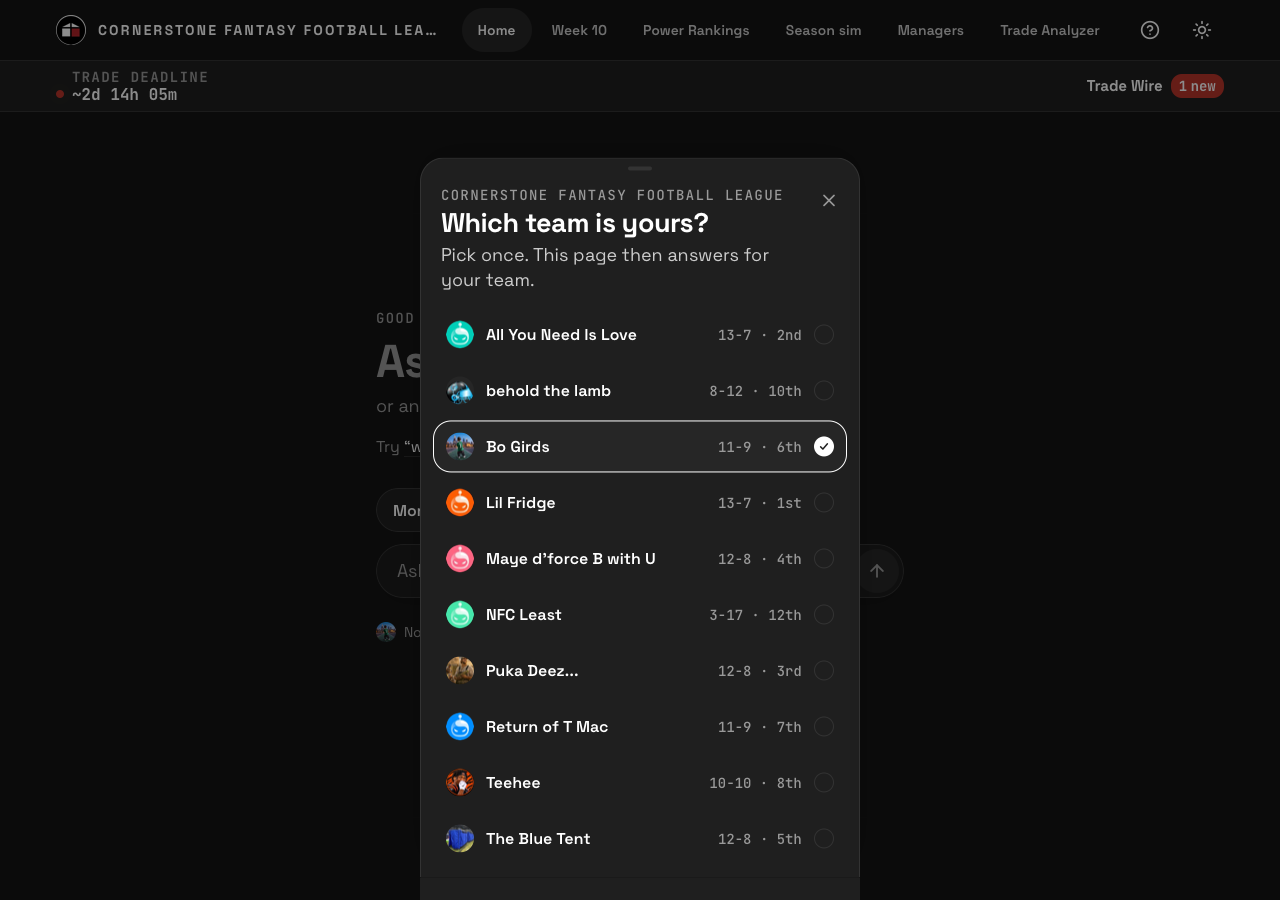 CORNERSTONE FANTASY FOOTBALL LEA...
Home
Week 10
Power Rankings
Season sim
Managers
Trade Analyzer
TRADE DEADLINE
~2d 14h 05m
Trade Wire
1 new
CORNERSTONE FANTASY FOOTBALL LEAGUE
Which team is yours?
Pick once. This page then answers for
your team.
GOOD
or an
Try
All You Need Is Love 13-7 · 2nd
behold the lamb 8-12 · 10th
Bo Girds 11-9 · 6th
Lil Fridge 13-7 · 1st
Maye d'force B with U 12-8 · 4th
NFC Least 3-17 · 12th
Puka Deez... 12-8 · 3rd
Return of T Mac 11-9 · 7th
Teehee 10-10 · 8th
The Blue Tent 12-8 · 5th